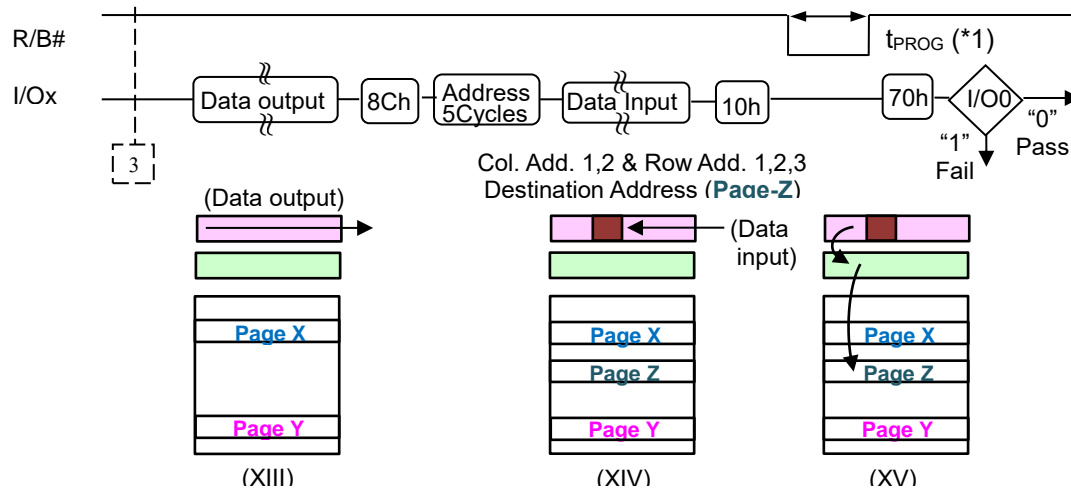 R/B#
tPROG (*1)
I/Ox
Data output
8Ch
Address
5Cycles
Data Input
10h
70h
I/O0
“0”
Pass
“1”
Fail
3
Col. Add. 1,2 & Row Add. 1,2,3
Destination Address (Page-Z)
(Data output)
(Data
input)
Page X
Page Y
(XIII)
Page X
Page Z
Page Y
(XIV)
Page X
Page Z
Page Y
(XV)